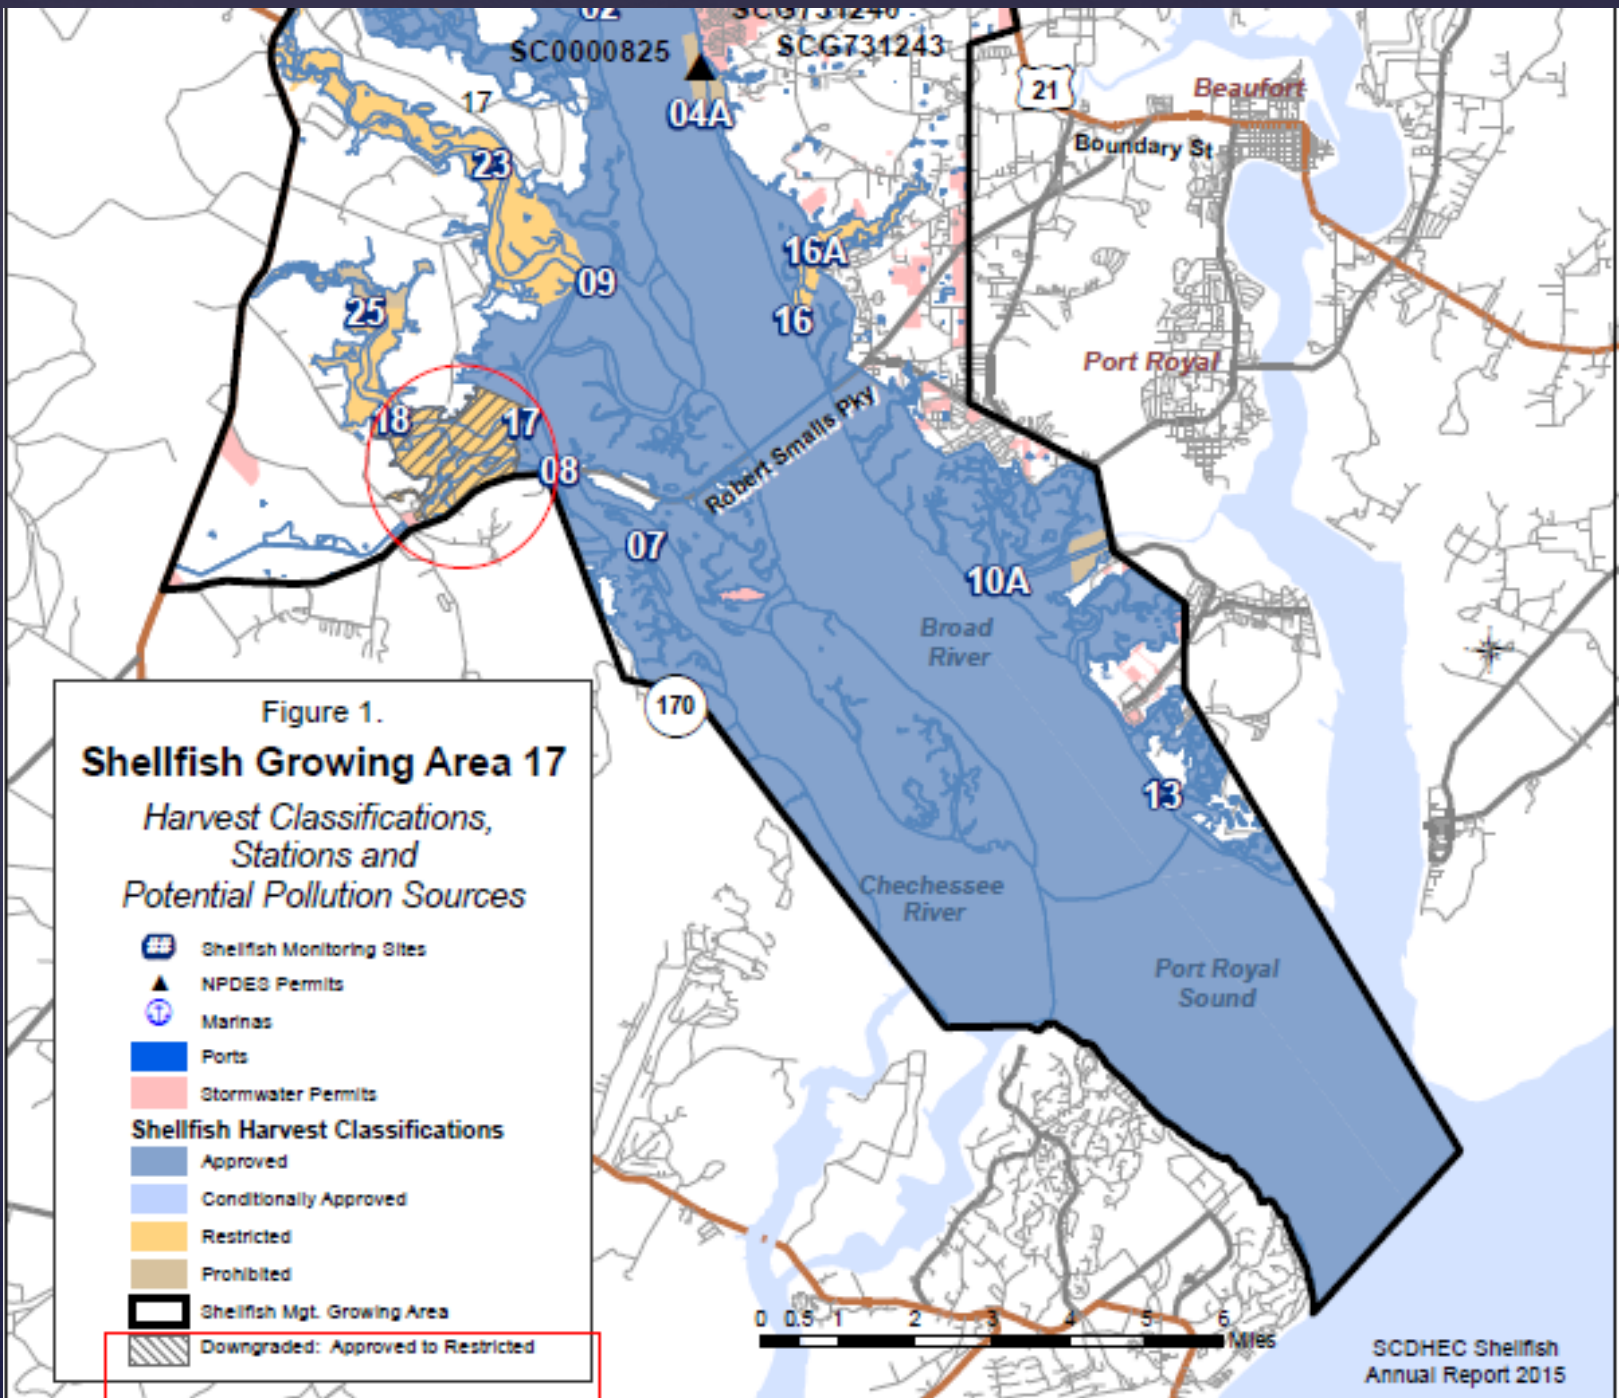 02
SCG731240
SC0000825
SCG731243
21
Beaufort
17
04A
Boundary St
23
16A
09
25
16
Port Royal
18
17
Robert Smalls Pky
08
07
10A
Broad
River
170
13
Chechessee
River
Port Royal
Sound
Figure 1.
Shellfish Growing Area 17
Harvest Classifications,
Stations and
Potential Pollution Sources
## Shellfish Monitoring Sites
NPDES Permits
Marinas
Ports
Stormwater Permits
Shellfish Harvest Classifications
Approved
Conditionally Approved
Restricted
Prohibited
Shellfish Mgt. Growing Area
Downgraded: Approved to Restricted
0 0.5 1 2 3 4 5 6
Miles
SCDHEC Shellfish
Annual Report 2015